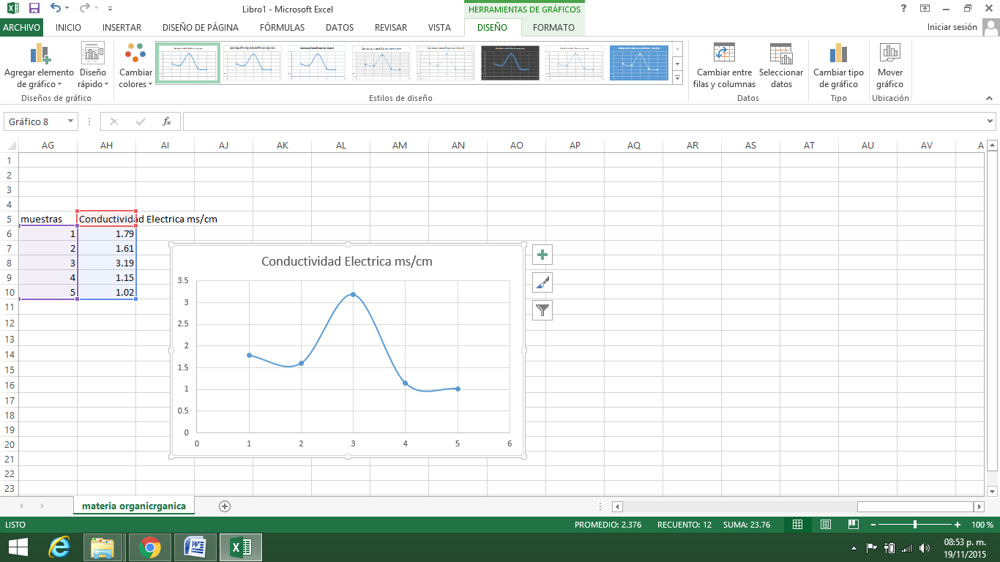 Libro1 - Microsoft Excel
HERRAMIENTAS DE GRÁFICOS
ARCHIVO INICIO INSERTAR DISEÑO DE PÁGINA FÓRMULAS DATOS REVISAR VISTA DISEÑO FORMATO Iniciar sesión
Agregar elemento de gráfico
Diseño rápido
Cambiar colores
Cambiar entre filas y columnas
Seleccionar datos
Cambiar tipo de gráfico
Mover gráfico
Diseños de gráfico Estilos de diseño Datos Tipo Ubicación
Gráfico 8 fx
AG AH AI AJ AK AL AM AN AO AP AQ AR AS AT AU AV A
1
2
3
4
5 muestras Conductividad Electrica ms/cm
6 1 1.79
7 2 1.61
8 3 3.19
9 4 1.15
10 5 1.02
11
12
13
14
15
16
17
18
19
20
21
22
23
Conductividad Electrica ms/cm
3.5
3
2.5
2
1.5
1
0.5
0
0 1 2 3 4 5 6
materia organicrganica
LISTO PROMEDIO: 2.376 RECUENTO: 12 SUMA: 23.76 100 %
08:53 p. m.
19/11/2015